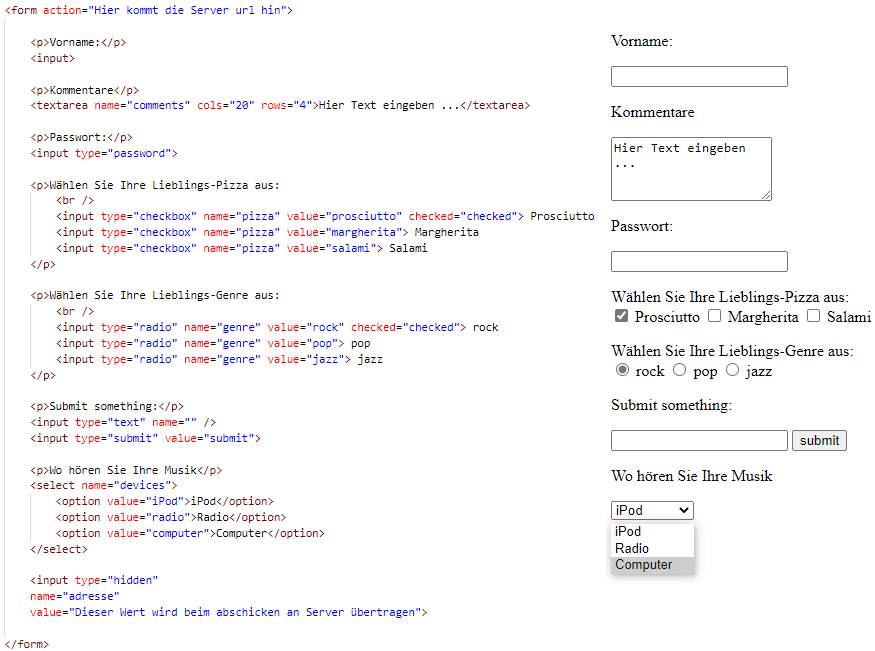 <form action="Hier kommt die Server url hin">
<p>Vorname:</p>
<input>
<p>Kommentare</p>
<textarea name="comments" cols="20" rows="4">Hier Text eingeben ...</textarea>
<p>Passwort:</p>
<input type="password">
<p>Wählen Sie Ihre Lieblings-Pizza aus:
<br />
<input type="checkbox" name="pizza" value="prosciutto" checked="checked"> Prosciutto
<input type="checkbox" name="pizza" value="margherita"> Margherita
<input type="checkbox" name="pizza" value="salami"> Salami
</p>
<p>Wählen Sie Ihre Lieblings-Genre aus:
<br />
<input type="radio" name="genre" value="rock" checked="checked"> rock
<input type="radio" name="genre" value="pop"> pop
<input type="radio" name="genre" value="jazz"> jazz
</p>
<p>Submit something:</p>
<input type="text" name="" />
<input type="submit" value="submit">
<p>Wo hören Sie Ihre Musik</p>
<select name="devices">
<option value="iPod">iPod</option>
<option value="radio">Radio</option>
<option value="computer">Computer</option>
</select>
<input type="hidden"
name="adresse"
value="Dieser Wert wird beim abschicken an Server übertragen">
</form>
Vorname:
Kommentare
Hier Text eingeben
...
Passwort:
Wählen Sie Ihre Lieblings-Pizza aus:
Prosciutto Margherita Salami
Wählen Sie Ihre Lieblings-Genre aus:
rock pop jazz
Submit something:
submit
Wo hören Sie Ihre Musik
iPod
iPod
Radio
Computer